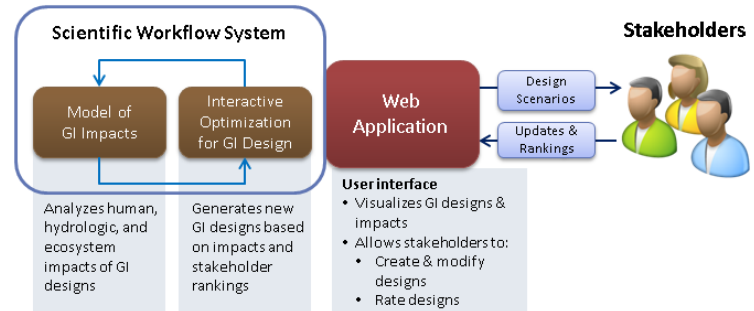 Scientific Workflow System
Model of
GI Impacts
Interactive
Optimization
for GI Design
Web
Application
Design
Scenarios
Updates &
Rankings
Stakeholders
Analyzes human,
hydrologic, and
ecosystem
impacts of GI
designs
Generates new
GI designs based
on impacts and
stakeholder
rankings
User interface
• Visualizes GI designs &
impacts
• Allows stakeholders to:
• Create & modify
designs
• Rate designs